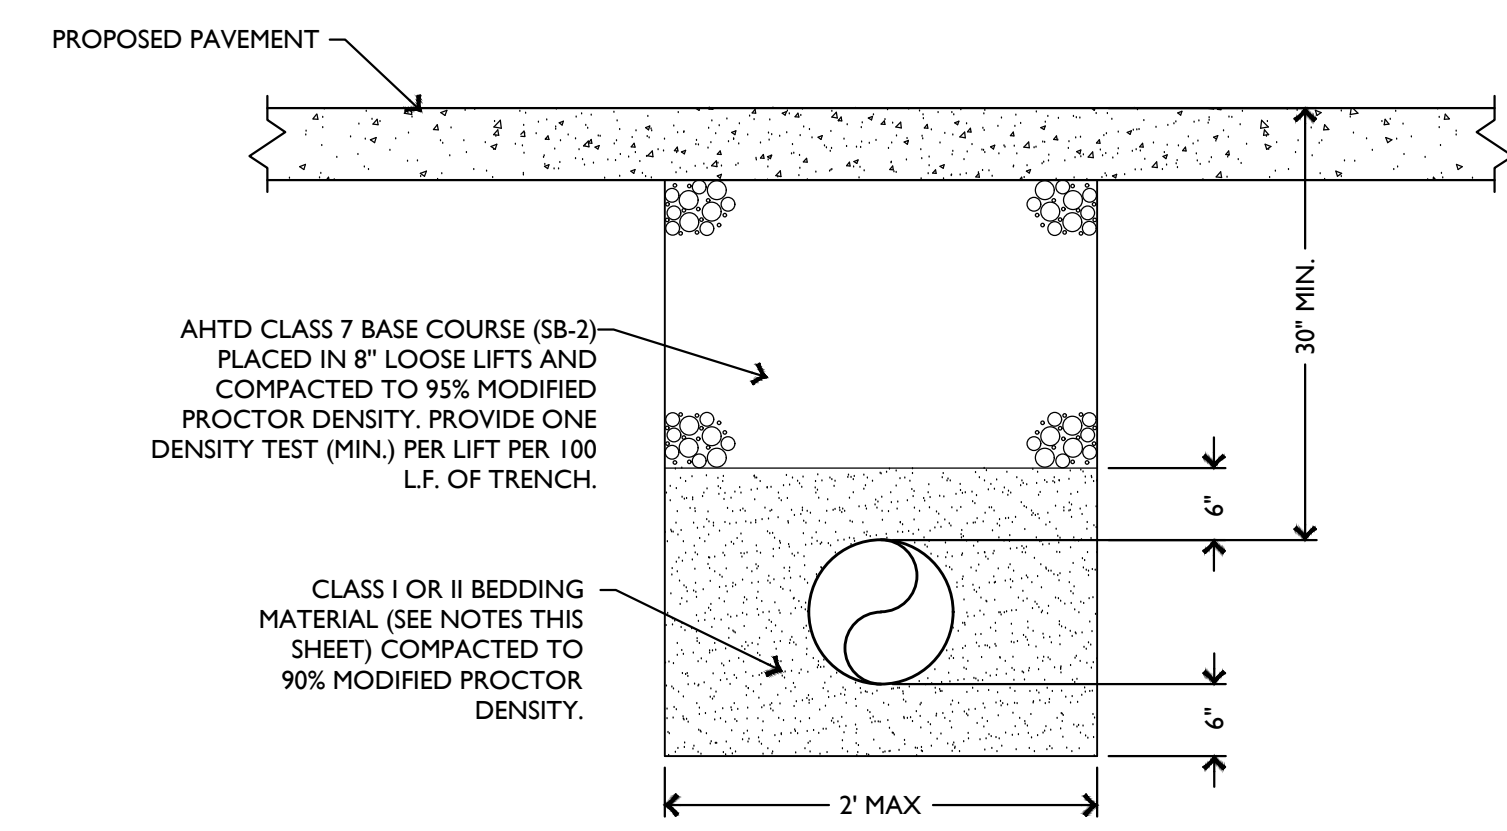 PROPOSED PAVEMENT
30" MIN.
AHTD CLASS 7 BASE COURSE (SB-2)
PLACED IN 8" LOOSE LIFTS AND
COMPACTED TO 95% MODIFIED
PROCTOR DENSITY. PROVIDE ONE
DENSITY TEST (MIN.) PER LIFT PER 100
L.F. OF TRENCH.
6"
CLASS I OR II BEDDING
MATERIAL (SEE NOTES THIS
SHEET) COMPACTED TO
90% MODIFIED PROCTOR
DENSITY.
6"
2' MAX